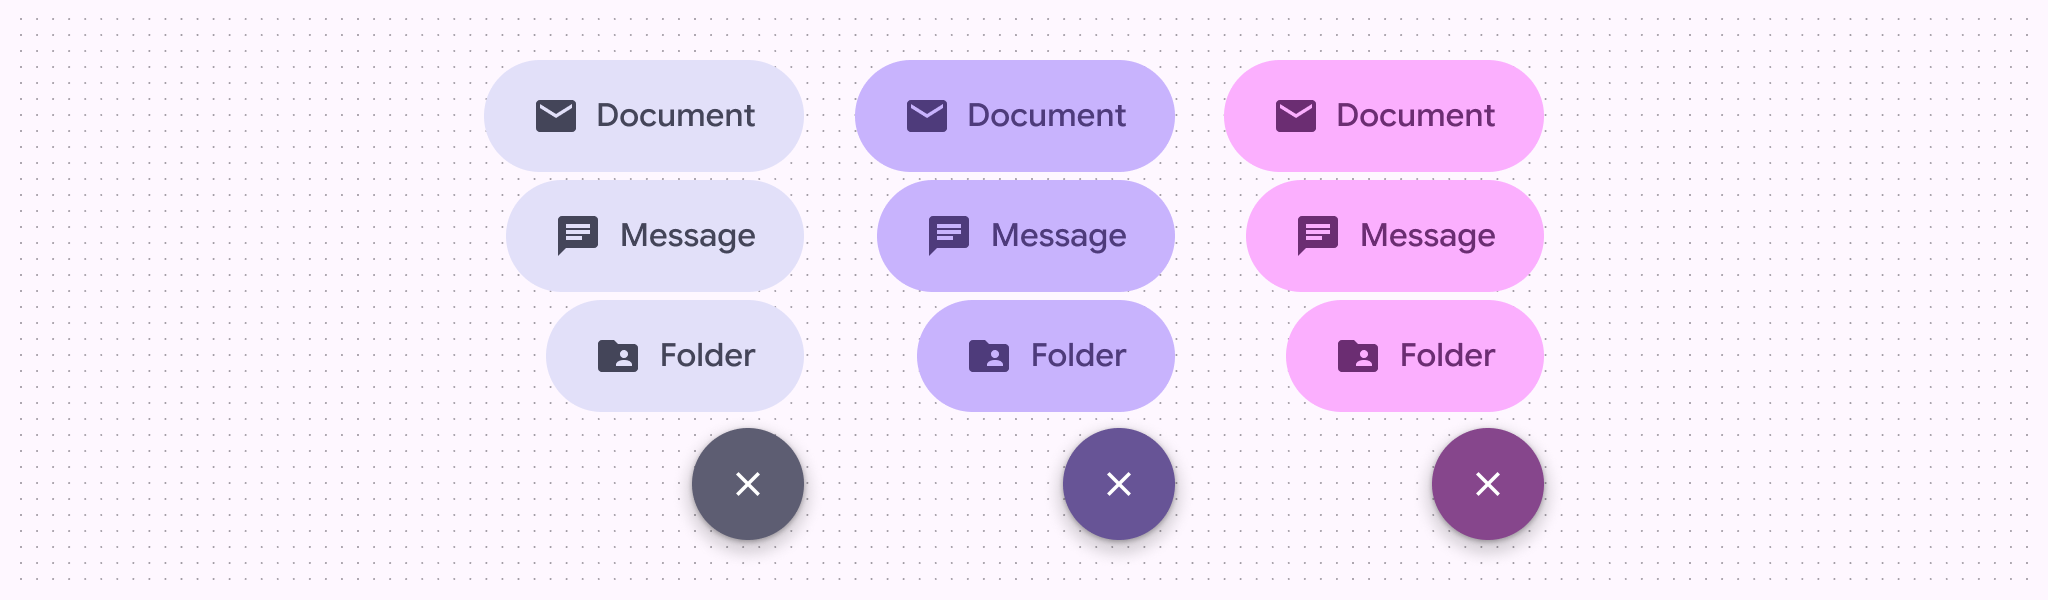 Document
Message
Folder
Document
Message
Folder
Document
Message
Folder